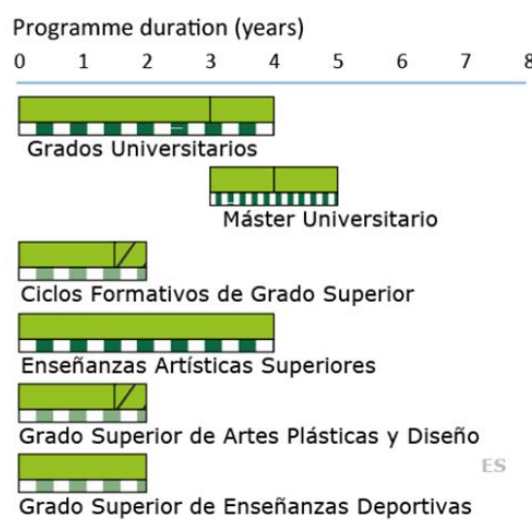 Programme duration (years)
0 1 2 3 4 5 6 7 8
Grados Universitarios
Máster Universitario
Ciclos Formativos de Grado Superior
Enseñanzas Artísticas Superiores
Grado Superior de Artes Plásticas y Diseño
ES
Grado Superior de Enseñanzas Deportivas